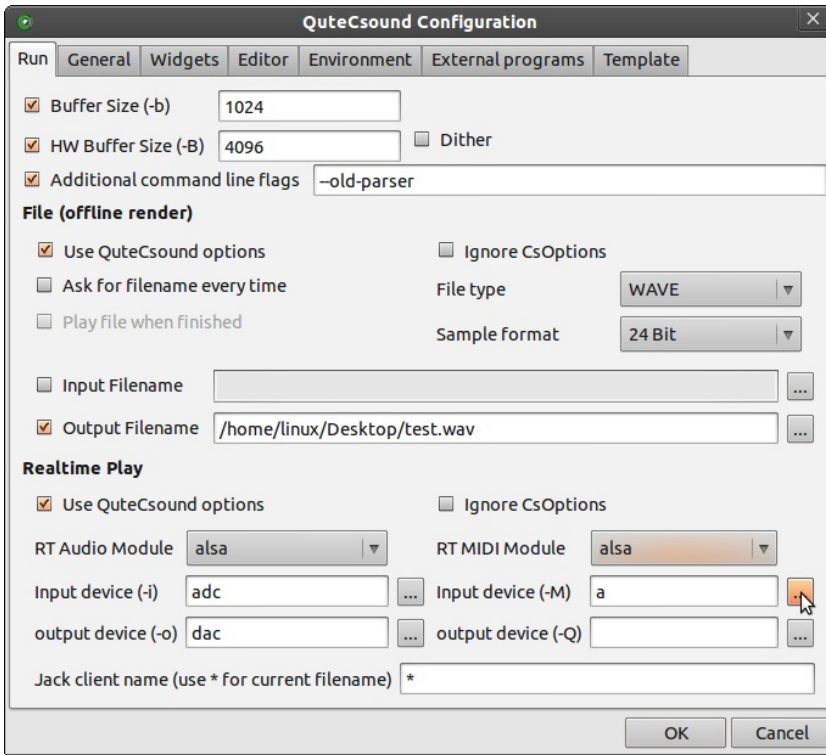 QuteCsound Configuration
Run General Widgets Editor Environment External programs Template
Buffer Size (-b) 1024
HW Buffer Size (-B) 4096 Dither
Additional command line flags --old-parser
File (offline render)
Use QuteCsound options Ignore CsOptions
Ask for filename every time File type WAVE
Play file when finished
Sample format 24 Bit
Input Filename ...
Output Filename /home/linux/Desktop/test.wav ...
Realtime Play
Use QuteCsound options Ignore CsOptions
RT Audio Module alsa RT MIDI Module alsa
Input device (-i) adc ... Input device (-M) a ...
output device (-o) dac ... output device (-Q) ...
Jack client name (use * for current filename) *
OK Cancel